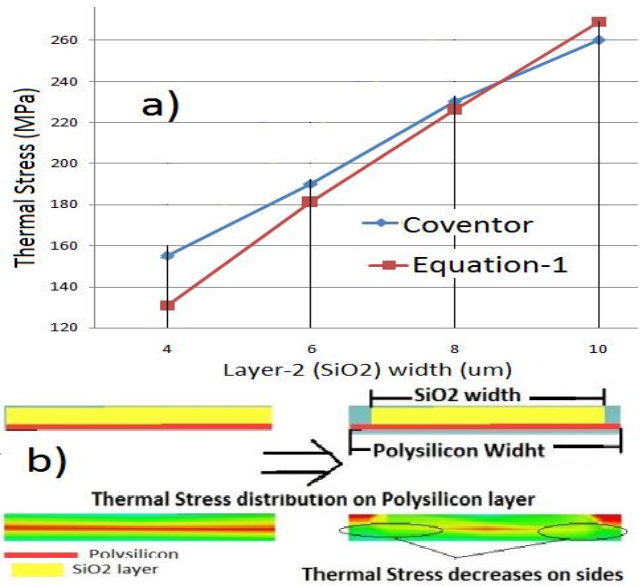 260
240
220
200
180
160
140
120
Thermal Stress (MPa)
a)
Coventor
Equation-1
4 6 8 10
Layer-2 (SiO2) width (um)
SiO2 width
Polysilicon Widht
b)
Thermal Stress distribution on Polysilicon layer
Polysilicon
SiO2 layer
Thermal Stress decreases on sides